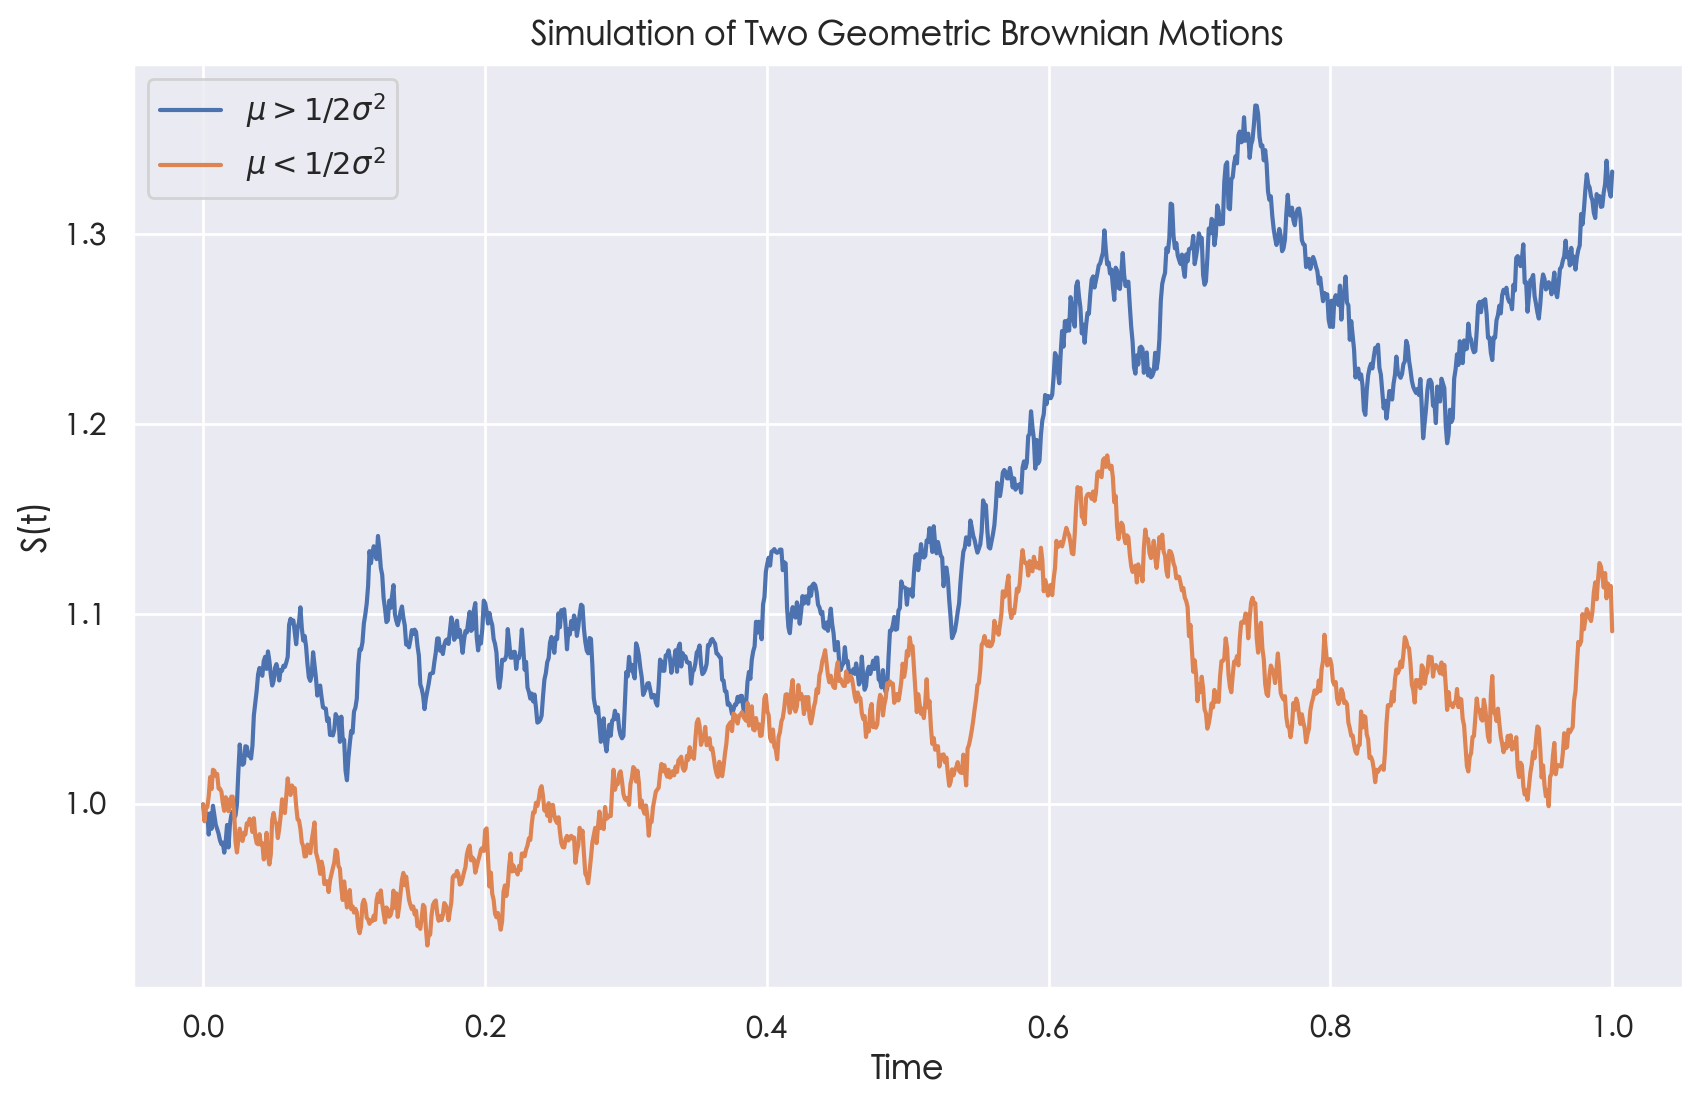 Simulation of Two Geometric Brownian Motions
μ > 1/2σ²
μ < 1/2σ²
1.3
1.2
1.1
1.0
S(t)
0.0 0.2 0.4 0.6 0.8 1.0
Time